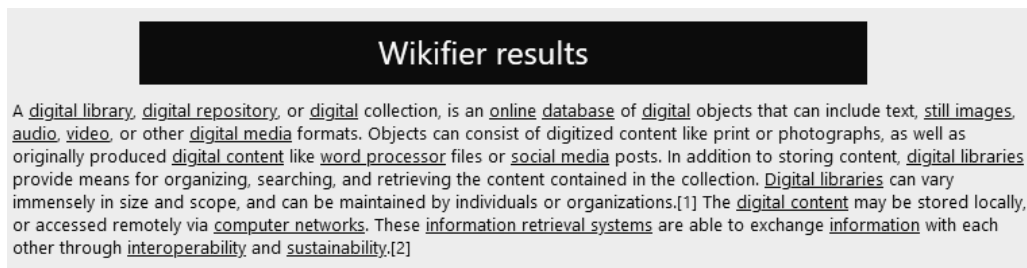 Wikifier results
A digital library, digital repository, or digital collection, is an online database of digital objects that can include text, still images,
audio, video, or other digital media formats. Objects can consist of digitized content like print or photographs, as well as
originally produced digital content like word processor files or social media posts. In addition to storing content, digital libraries
provide means for organizing, searching, and retrieving the content contained in the collection. Digital libraries can vary
immensely in size and scope, and can be maintained by individuals or organizations.[1] The digital content may be stored locally,
or accessed remotely via computer networks. These information retrieval systems are able to exchange information with each
other through interoperability and sustainability.[2]